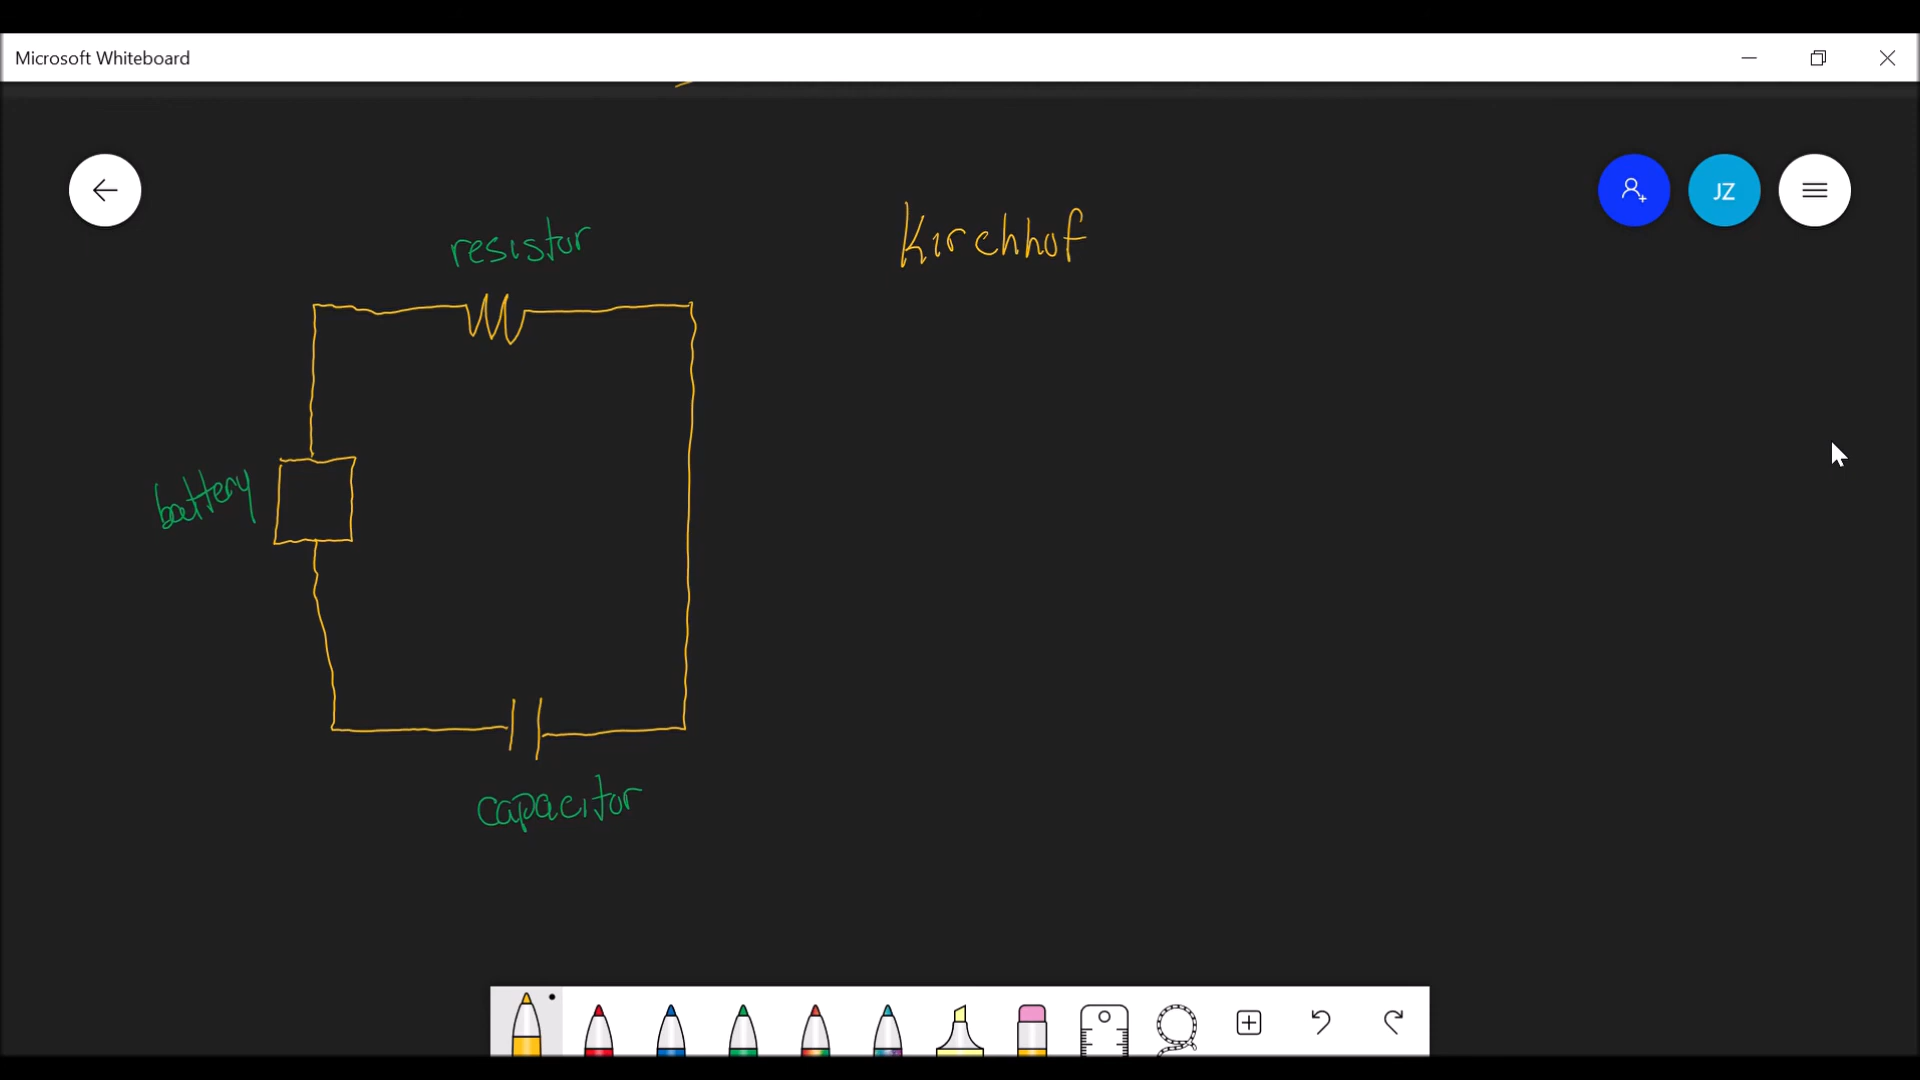 Microsoft Whiteboard
JZ
resistor
Kirchhof
battery
capacitor